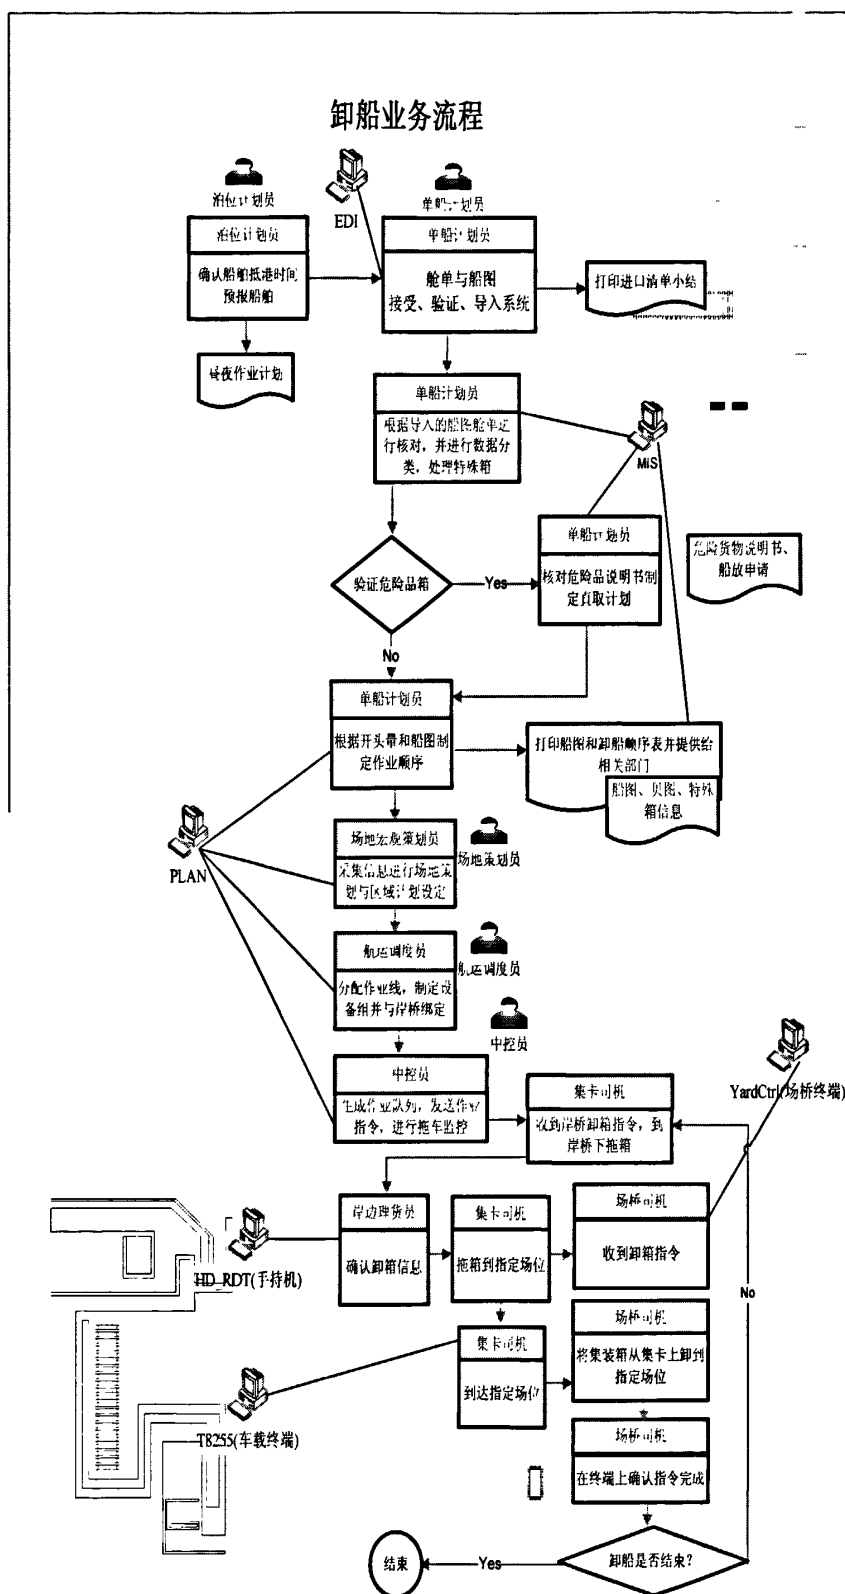 卸船业务流程
泊位计划员
EDI
单船计划员
泊位计划员
确认船舶抵港时间
预报船舶
单船计划员
舱单与船图
接受、验证、导入系统
打印进口清单小结
昼夜作业计划
单船计划员
根据导入的船图舱单进
行核对，并进行数据分
类，处理特殊箱
MIS
验证危险品箱
Yes
单船计划员
核对危险品说明书制
定直取计划
危险货物说明书、
船放申请
No
单船计划员
根据开头量和船图制
定作业顺序
打印船图和卸船顺序表并提供给
相关部门
船图、贝图、特殊
箱信息
PLAN
场地宏观策划员
采集信息进行场地策
划与区域计划设定
场地策划员
航运调度员
分配作业线，制定设
备组并与岸桥绑定
航运调度员
中控员
中控员
生成作业队列，发送作业
指令，进行拖车监控
集卡司机
收到岸桥卸箱指令，到
岸桥下拖箱
YardCtrl(场桥终端)
HD_RDT(手持机)
岸边理货员
确认卸箱信息
集卡司机
拖箱到指定场位
场桥司机
收到卸箱指令
No
T8255(车载终端)
集卡司机
到达指定场位
场桥司机
将集装箱从集卡上卸到
指定场位
场桥司机
在终端上确认指令完成
卸船是否结束？
Yes
结束